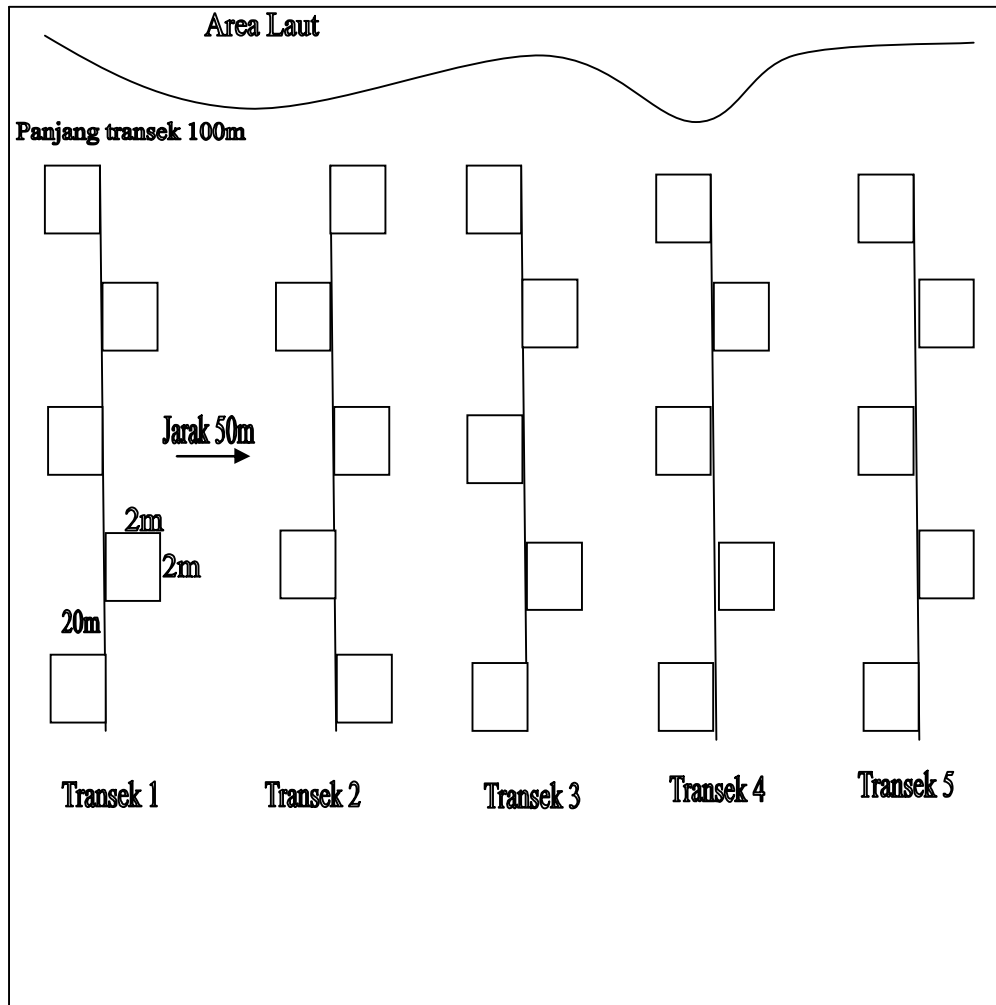 Area Laut
Panjang transek 100m
Jarak 50m
2m
2m
20m
Transek 1
Transek 2
Transek 3
Transek 4
Transek 5